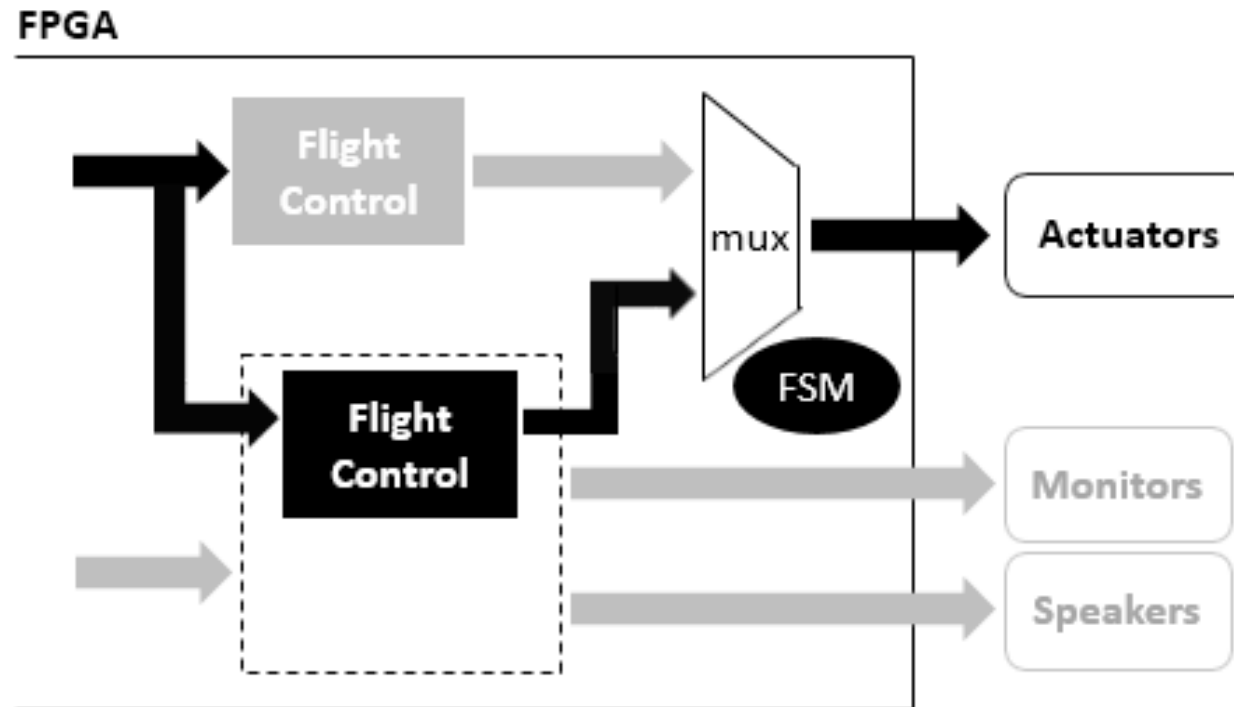 FPGA
Flight
Control
mux
Actuators
FSM
Flight
Control
Monitors
Speakers